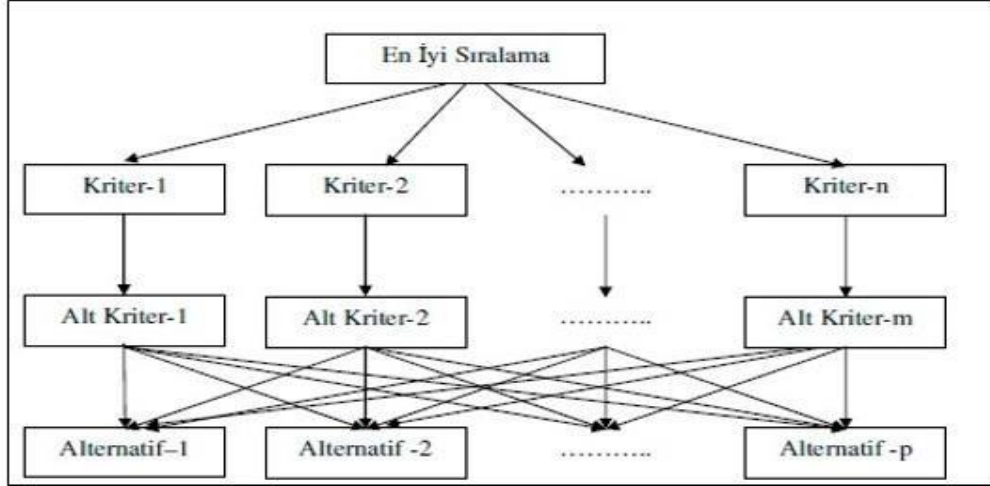 En İyi Sıralama
Kriter-1 Kriter-2 ……….. Kriter-n
Alt Kriter-1 Alt Kriter-2 ……….. Alt Kriter-m
Alternatif–1 Alternatif -2 ……….. Alternatif -p